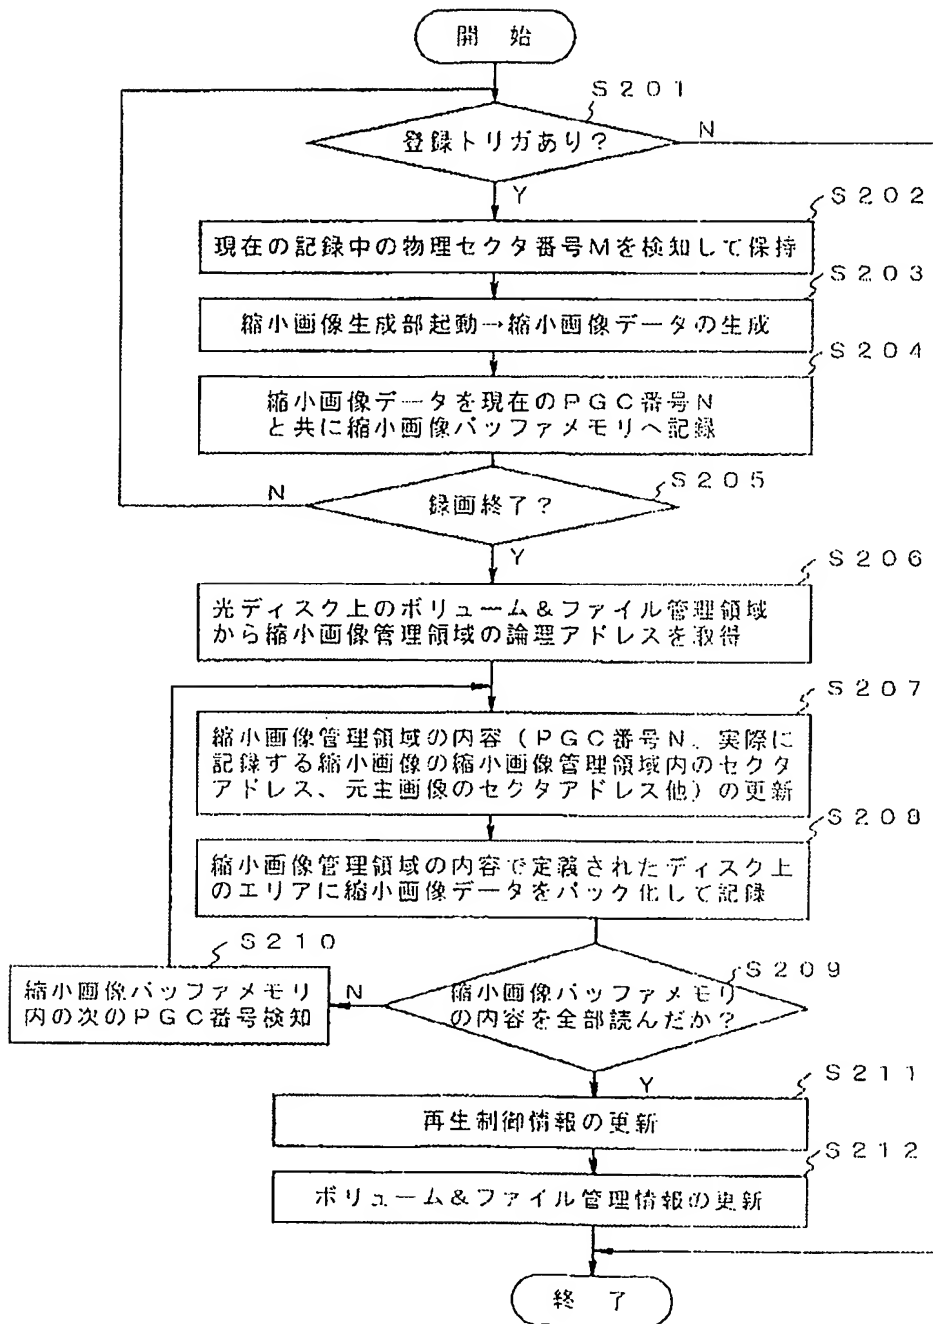 開 始
S201
登録トリガあり?
N
Y
S202
現在の記録中の物理セクタ番号Mを検知して保持
S203
縮小画像生成部起動→縮小画像データの生成
S204
縮小画像データを現在のPGC番号N
と共に縮小画像バッファメモリへ記録
S205
N
録画終了?
Y
S206
光ディスク上のボリューム&ファイル管理領域
から縮小画像管理領域の論理アドレスを取得
S207
縮小画像管理領域の内容(PGC番号N、実際に
記録する縮小画像の縮小画像管理領域内のセクタ
アドレス、元主画像のセクタアドレス他)の更新
S208
縮小画像管理領域の内容で定義されたディスク上
のエリアに縮小画像データをパック化して記録
S210
縮小画像バッファメモリ
内の次のPGC番号検知
N
S209
縮小画像バッファメモリ
の内容を全部読んだか?
Y
S211
再生制御情報の更新
S212
ボリューム&ファイル管理情報の更新
終 了